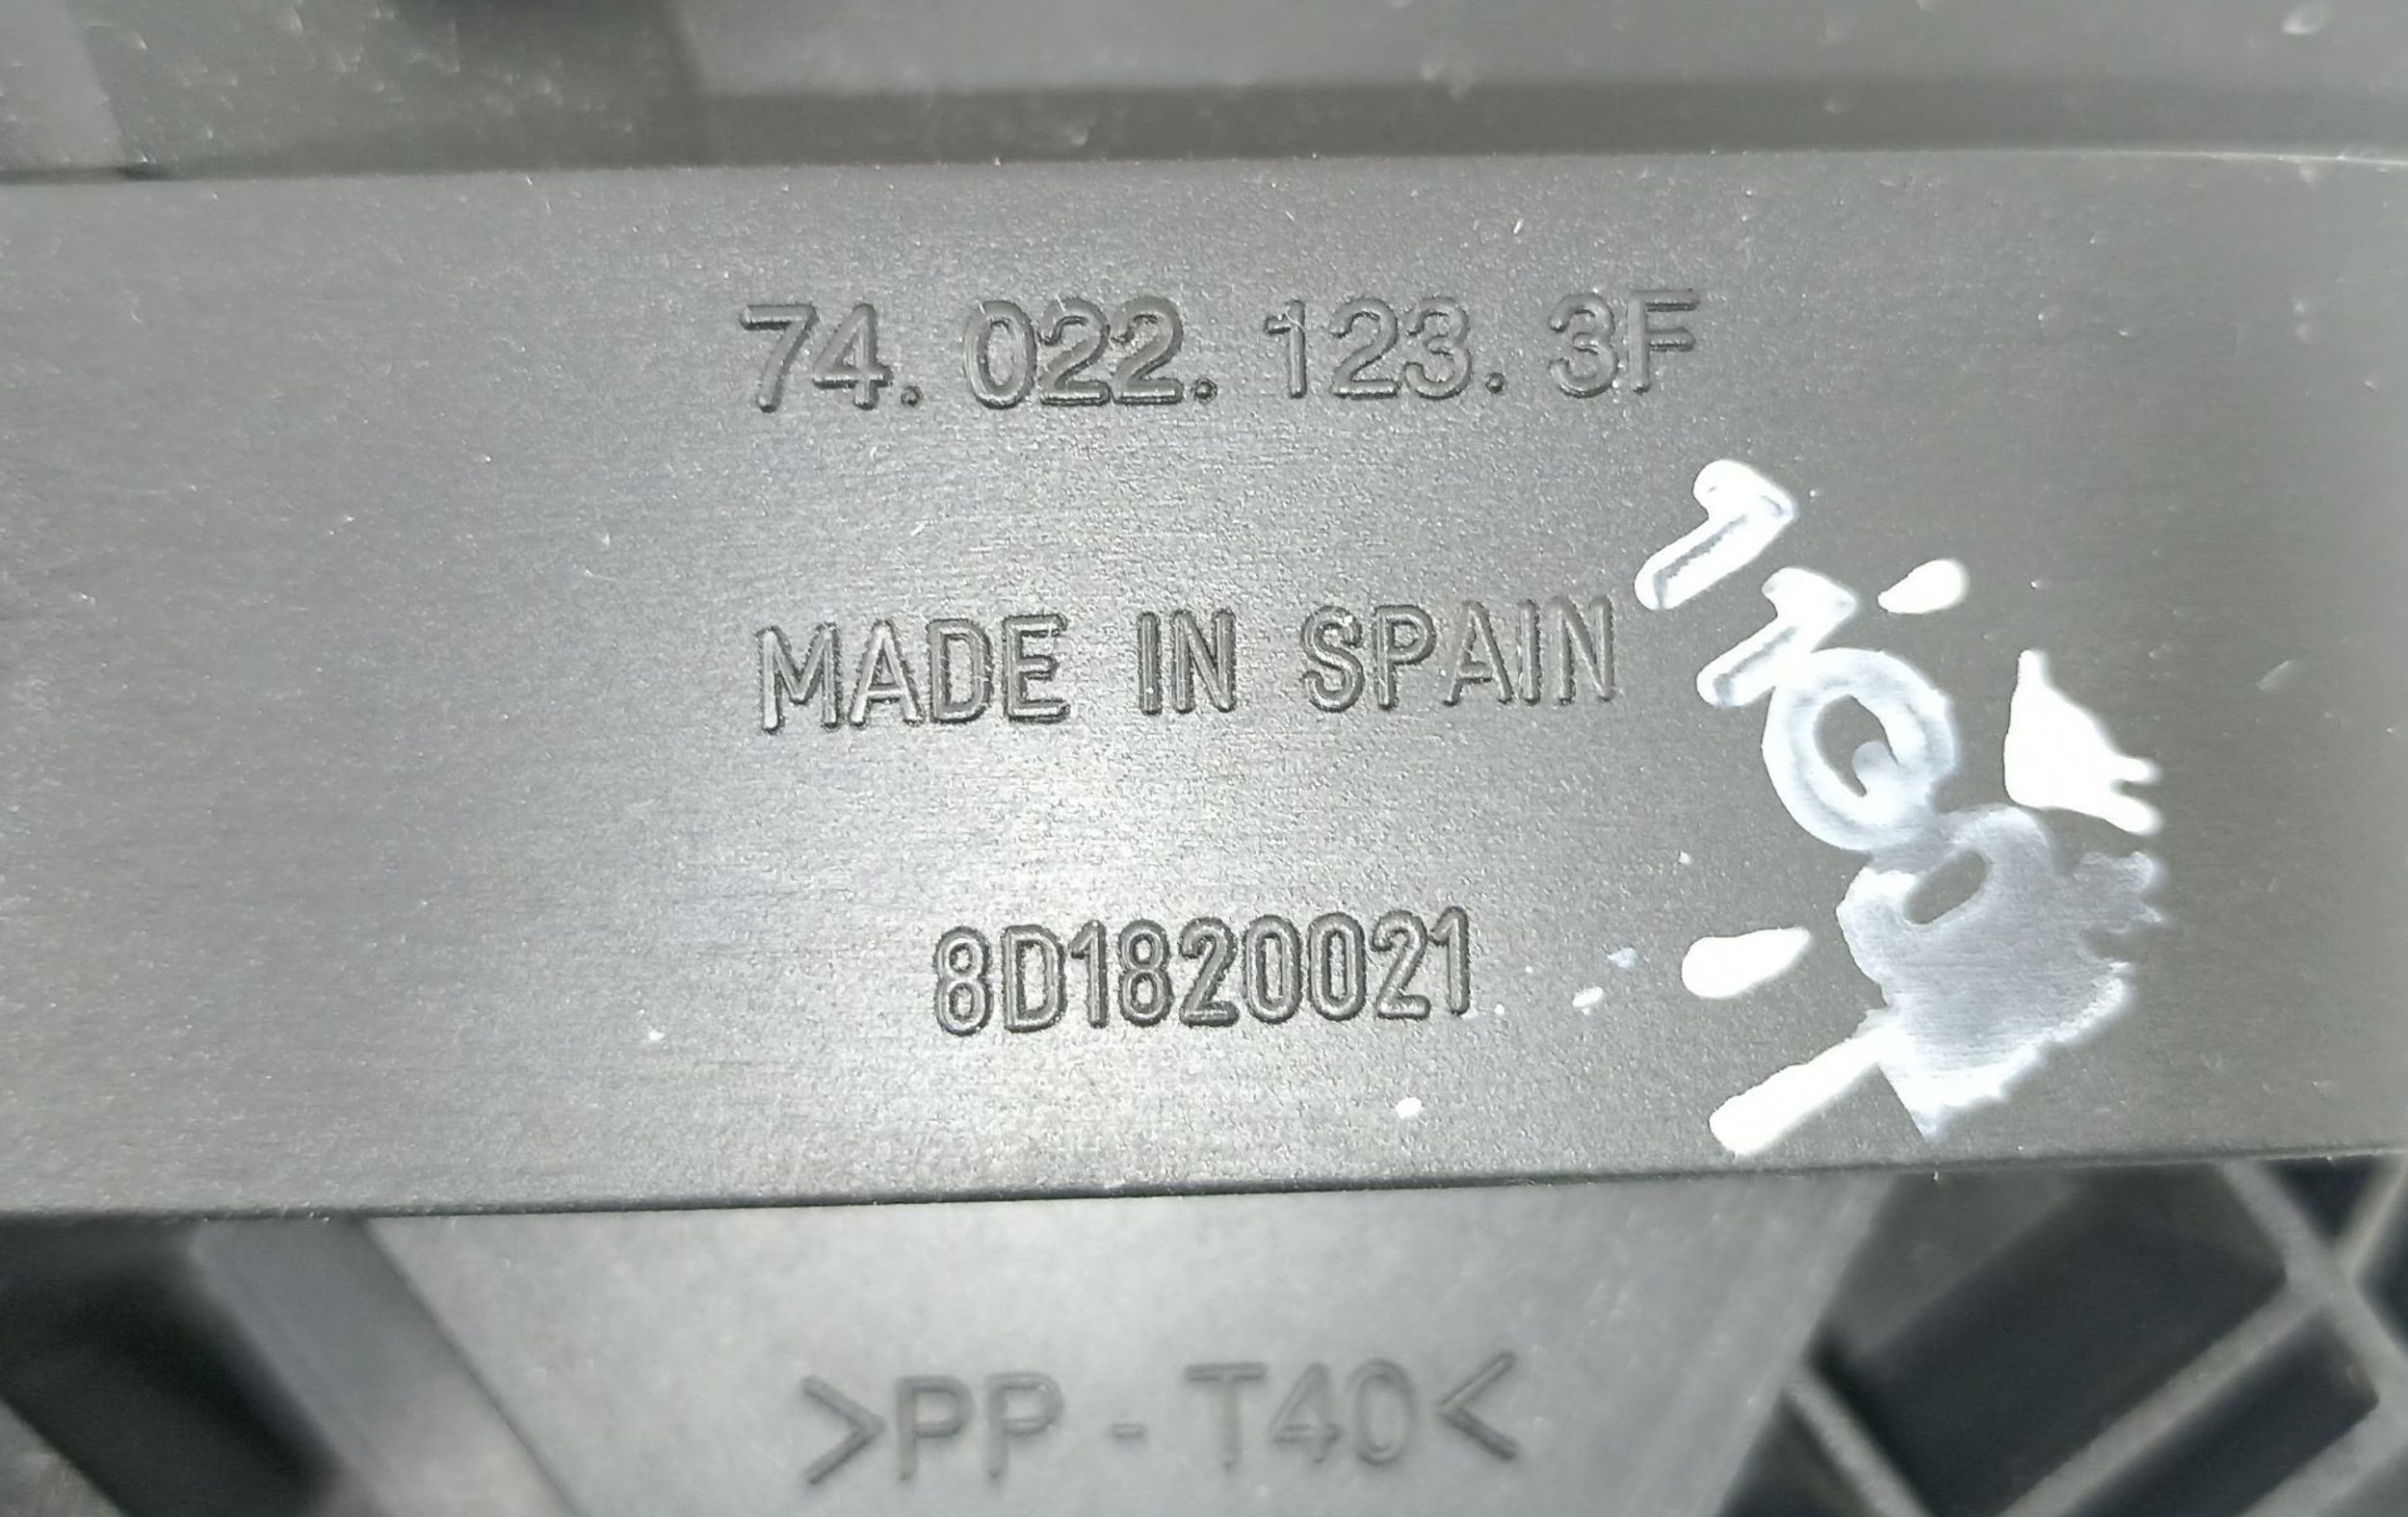 74. 022. 123. 3F
MADE IN SPAIN
8D1820021
>PP - T40<